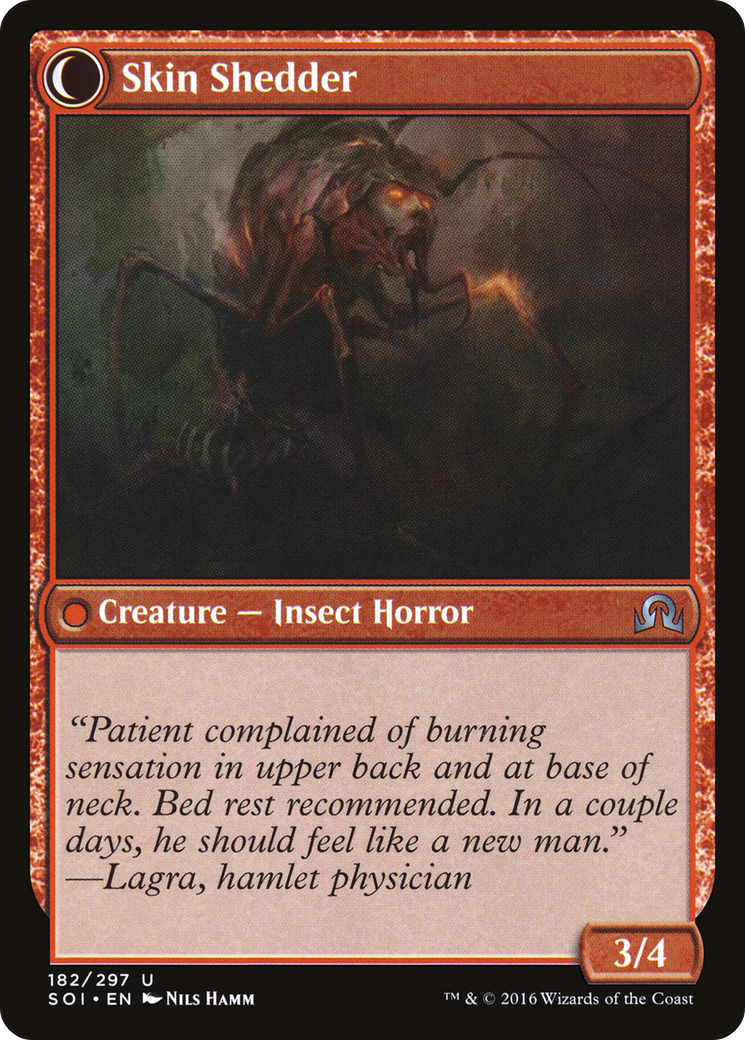 Skin Shedder
Creature — Insect Horror
“Patient complained of burning
sensation in upper back and at base of
neck. Bed rest recommended. In a couple
days, he should feel like a new man.”
—Lagra, hamlet physician
3/4
182/297 U
SOI • EN Nils Hamm
™ & © 2016 Wizards of the Coast